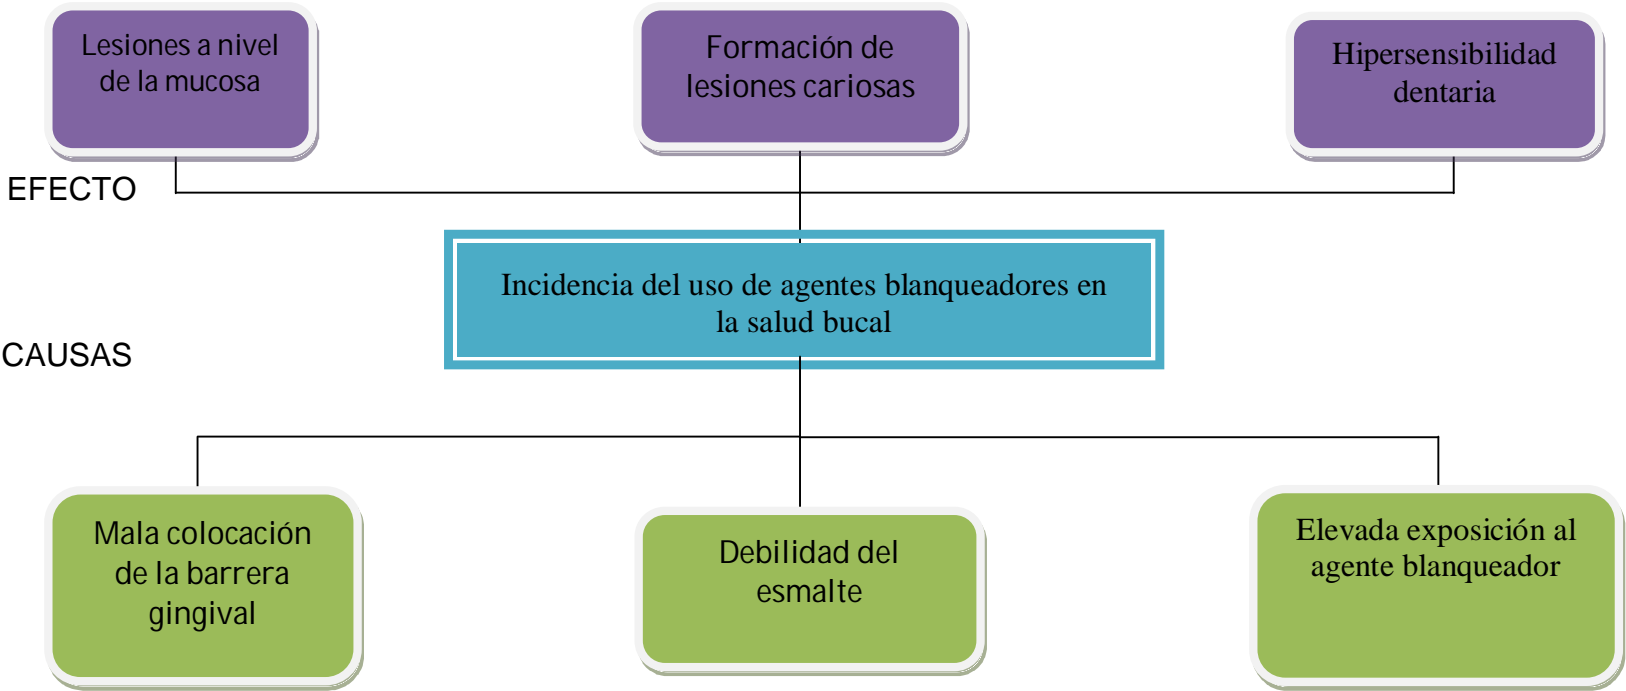 Lesiones a nivel
de la mucosa
Formación de
lesiones cariosas
Hipersensibilidad
dentaria
EFECTO
Incidencia del uso de agentes blanqueadores en
la salud bucal
CAUSAS
Mala colocación
de la barrera
gingival
Debilidad del
esmalte
Elevada exposición al
agente blanqueador